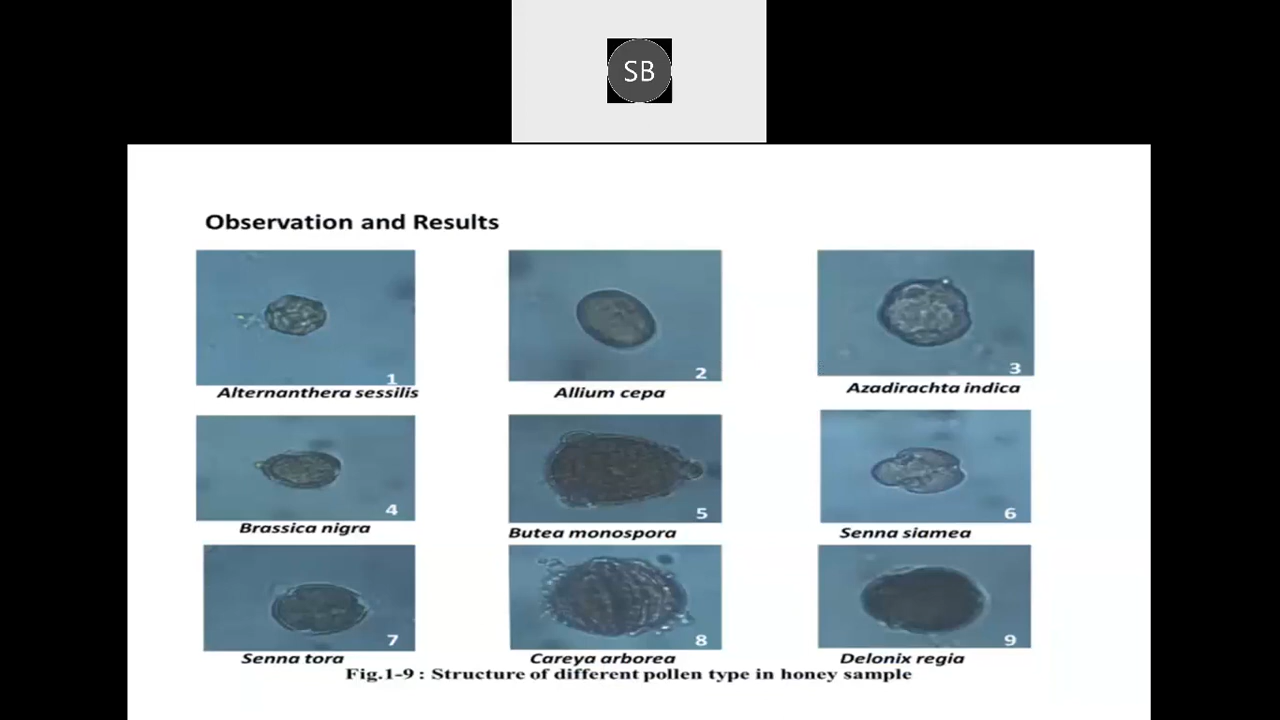 SB
Observation and Results
1
2
3
Alternanthera sessilis
Allium cepa
Azadirachta indica
4
5
6
Brassica nigra
Butea monospora
Senna siamea
7
8
9
Senna tora
Careya arborea
Delonix regia
Fig.1-9 : Structure of different pollen type in honey sample